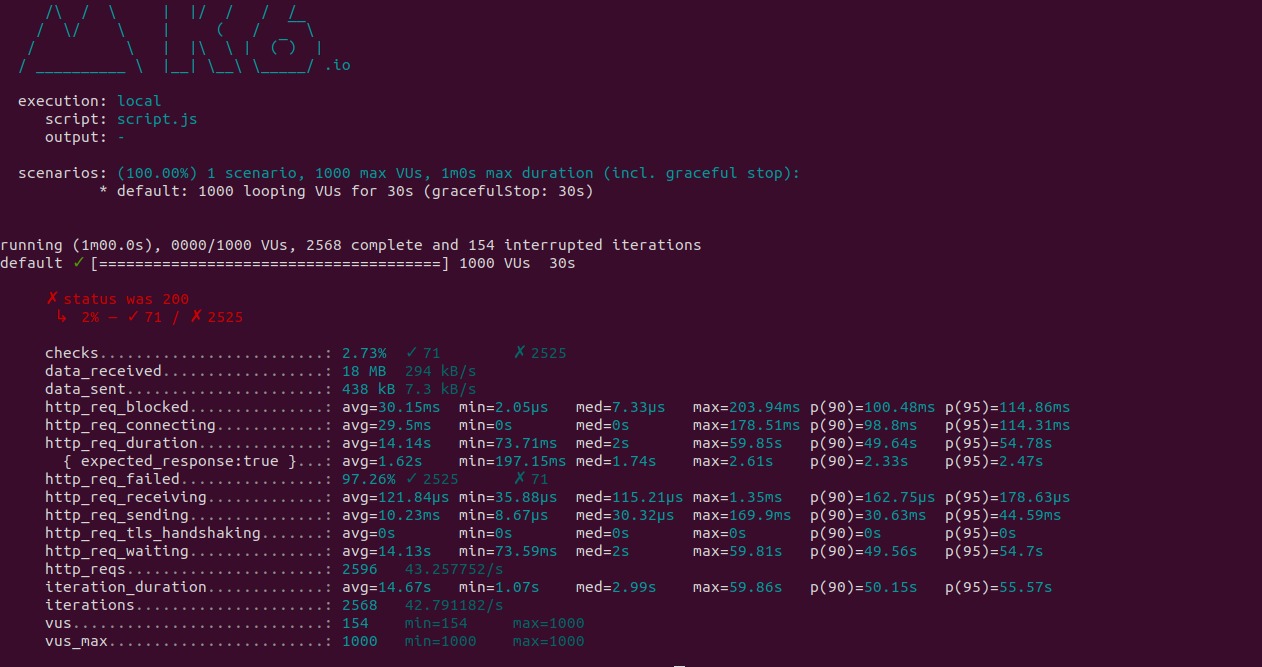 .io
execution: local
script: script.js
output: -
scenarios: (100.00%) 1 scenario, 1000 max VUs, 1m0s max duration (incl. graceful stop):
* default: 1000 looping VUs for 30s (gracefulStop: 30s)
running (1m00.0s), 0000/1000 VUs, 2568 complete and 154 interrupted iterations
default ✓ [======================================] 1000 VUs  30s
✗ status was 200
↳  2% — ✓ 71 / ✗ 2525
checks.........................: 2.73%  ✓ 71        ✗ 2525
data_received..................: 18 MB  294 kB/s
data_sent......................: 438 kB 7.3 kB/s
http_req_blocked...............: avg=30.15ms  min=2.05µs   med=7.33µs   max=203.94ms p(90)=100.48ms p(95)=114.86ms
http_req_connecting............: avg=29.5ms   min=0s       med=0s       max=178.51ms p(90)=98.8ms   p(95)=114.31ms
http_req_duration..............: avg=14.14s   min=73.71ms  med=2s       max=59.85s   p(90)=49.64s   p(95)=54.78s
{ expected_response:true }...: avg=1.62s    min=197.15ms med=1.74s    max=2.61s    p(90)=2.33s    p(95)=2.47s
http_req_failed................: 97.26% ✓ 2525      ✗ 71
http_req_receiving.............: avg=121.84µs min=35.88µs  med=115.21µs max=1.35ms   p(90)=162.75µs p(95)=178.63µs
http_req_sending...............: avg=10.23ms  min=8.67µs   med=30.32µs  max=169.9ms  p(90)=30.63ms  p(95)=44.59ms
http_req_tls_handshaking.......: avg=0s       min=0s       med=0s       max=0s       p(90)=0s       p(95)=0s
http_req_waiting...............: avg=14.13s   min=73.59ms  med=2s       max=59.81s   p(90)=49.56s   p(95)=54.7s
http_reqs......................: 2596   43.257752/s
iteration_duration.............: avg=14.67s   min=1.07s    med=2.99s    max=59.86s   p(90)=50.15s   p(95)=55.57s
iterations.....................: 2568   42.791182/s
vus............................: 154    min=154     max=1000
vus_max........................: 1000   min=1000    max=1000